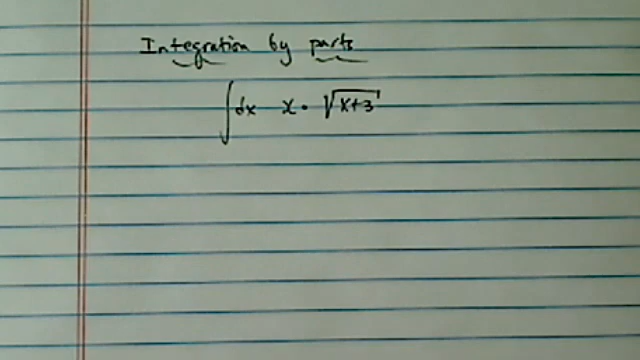 Integration by parts
∫dx x • √x+3